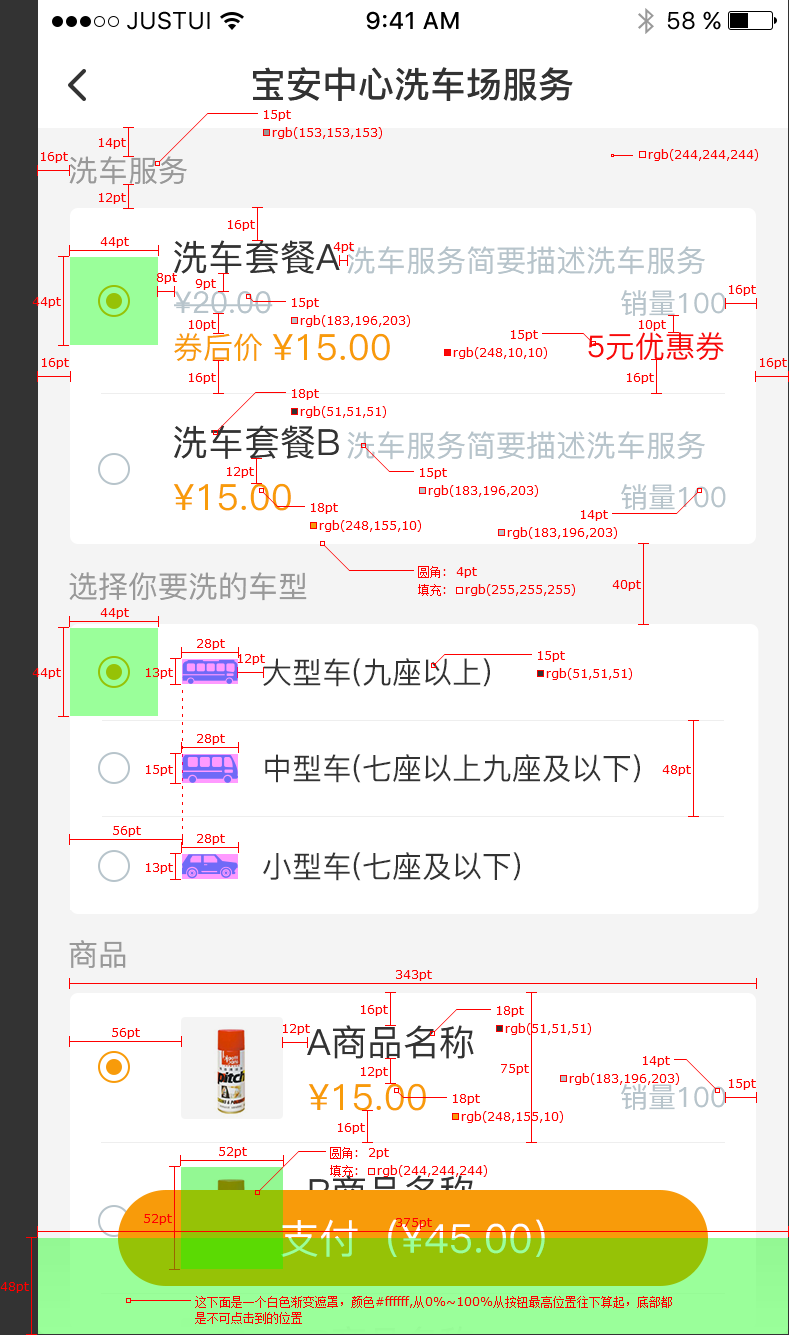 JUSTUI 9:41 AM 58 %
宝安中心洗车场服务
15pt
rgb(153,153,153)
14pt
16pt
rgb(244,244,244)
洗车服务
12pt
16pt
44pt
洗车套餐A 4pt 洗车服务简要描述洗车服务
8pt 9pt
¥20.00 15pt 销量100 16pt
44pt
10pt rgb(183,196,203) 15pt 10pt
券后价 ¥15.00 rgb(248,10,10) 5元优惠券
16pt 16pt 16pt 16pt
18pt
rgb(51,51,51)
洗车套餐B 洗车服务简要描述洗车服务
12pt 15pt
rgb(183,196,203)
¥15.00 18pt 14pt 销量100
rgb(248,155,10) rgb(183,196,203)
圆角：4pt
填充：rgb(255,255,255) 40pt
选择你要洗的车型
44pt
28pt
12pt 15pt
44pt 13pt 大型车(九座以上) rgb(51,51,51)
28pt
15pt 中型车(七座以上九座及以下) 48pt
56pt 28pt
13pt 小型车(七座及以下)
商品
343pt
16pt 18pt
56pt 12pt A商品名称 rgb(51,51,51)
12pt 75pt 14pt
rgb(183,196,203)
¥15.00 18pt 销量100 15pt
rgb(248,155,10)
16pt
pitch
52pt 圆角：2pt
填充：rgb(244,244,244)
B商品名称
52pt 375pt
支付（¥45.00）
48pt
这下面是一个白色渐变遮罩，颜色#ffffff,从0%~100%从按钮最高位置往下算起，底部都
是不可点击到的位置